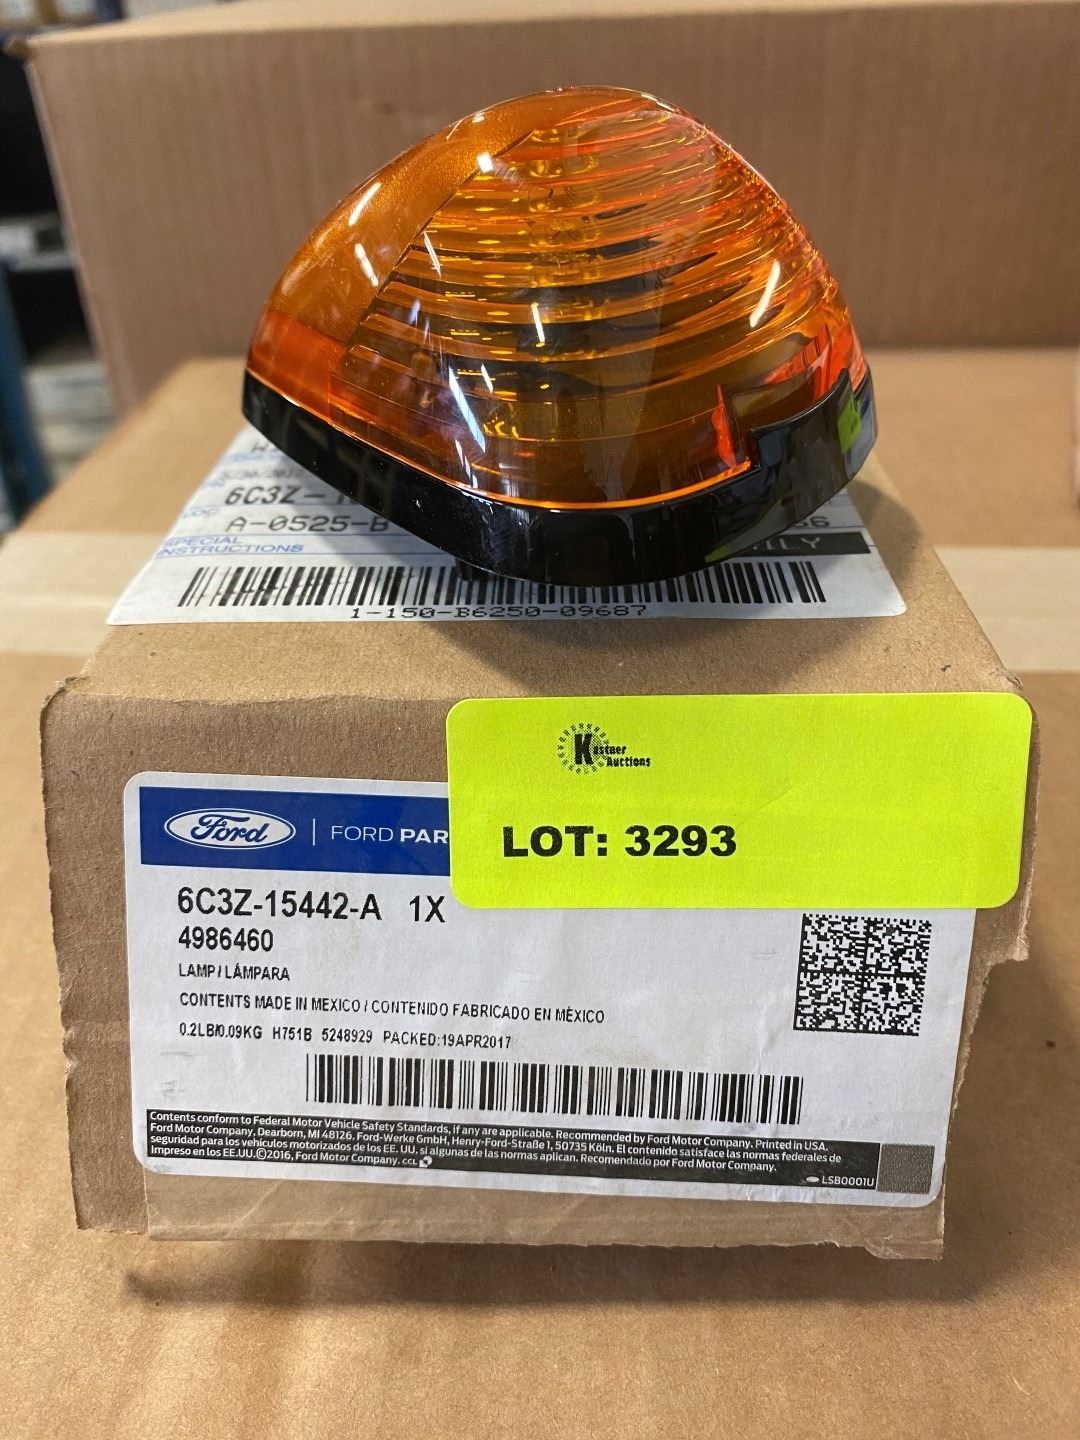 6C3Z-1
A-0525-B
SPECIAL
INSTRUCTIONS
1-150-B6250-09687
Kastner
Auctions
LOT: 3293
Ford | FORD PAR
6C3Z-15442-A 1X
4986460
LAMP/LÁMPARA
CONTENTS MADE IN MEXICO / CONTENIDO FABRICADO EN MÉXICO
0.2LB/0.09KG H751B 5248929 PACKED:19APR2017
Contents conform to Federal Motor Vehicle Safety Standards, if any are applicable. Recommended by Ford Motor Company. Printed in USA.
Ford Motor Company, Dearborn, MI 48126. Ford-Werke GmbH, Henry-Ford-Straße 1, 50735 Köln. El contenido satisface las normas federales de
seguridad para los vehículos motorizados de los EE. UU. si algunas de las normas aplican. Recomendado por Ford Motor Company.
Impreso en los EE.UU.©2016, Ford Motor Company. CCL
LSB0001U